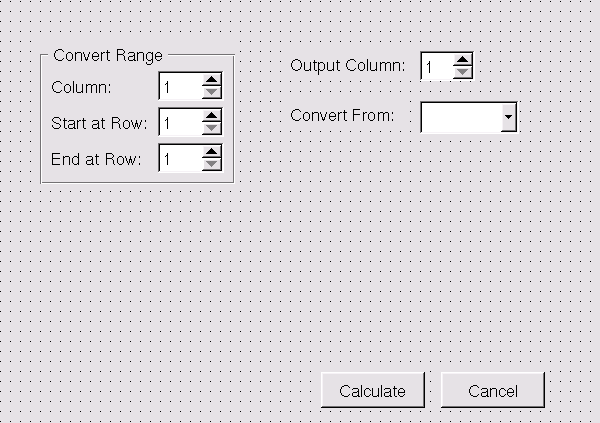 Convert Range
Column: 1
Start at Row: 1
End at Row: 1
Output Column: 1
Convert From:
Calculate
Cancel